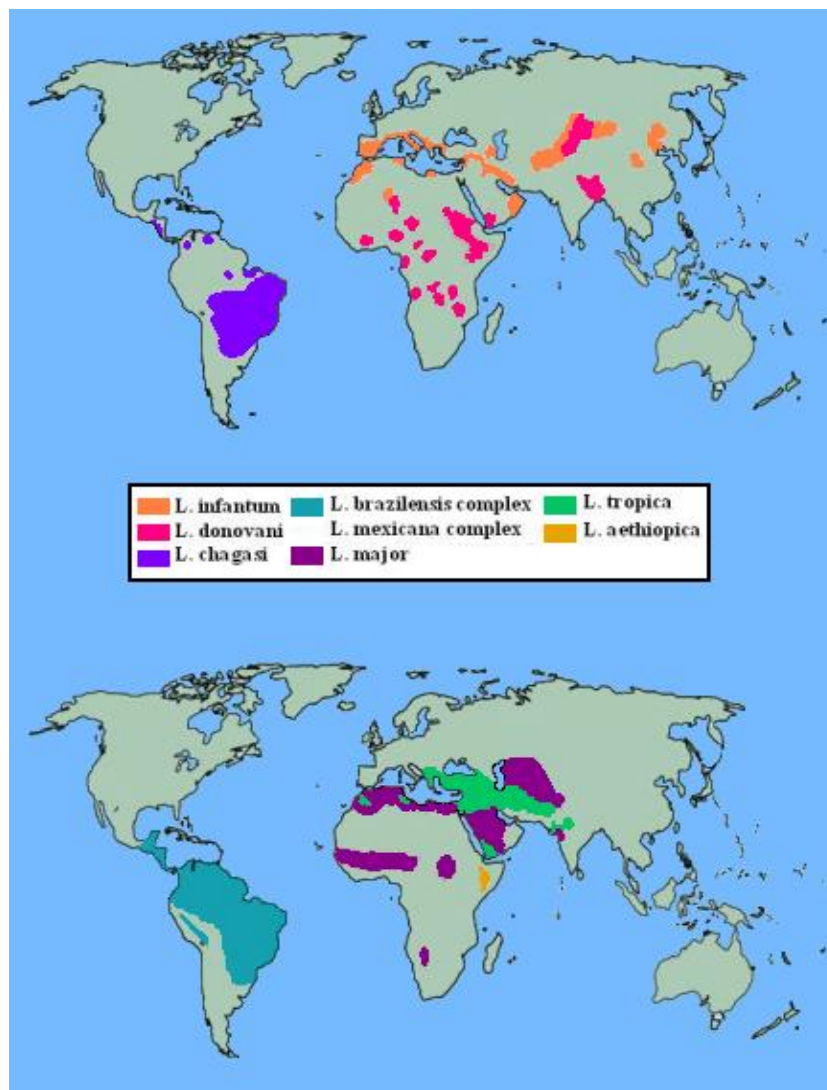 L. infantum L. brazilensis complex L. tropica
L. donovani L. mexicana complex L. aethiopica
L. chagasi L. major